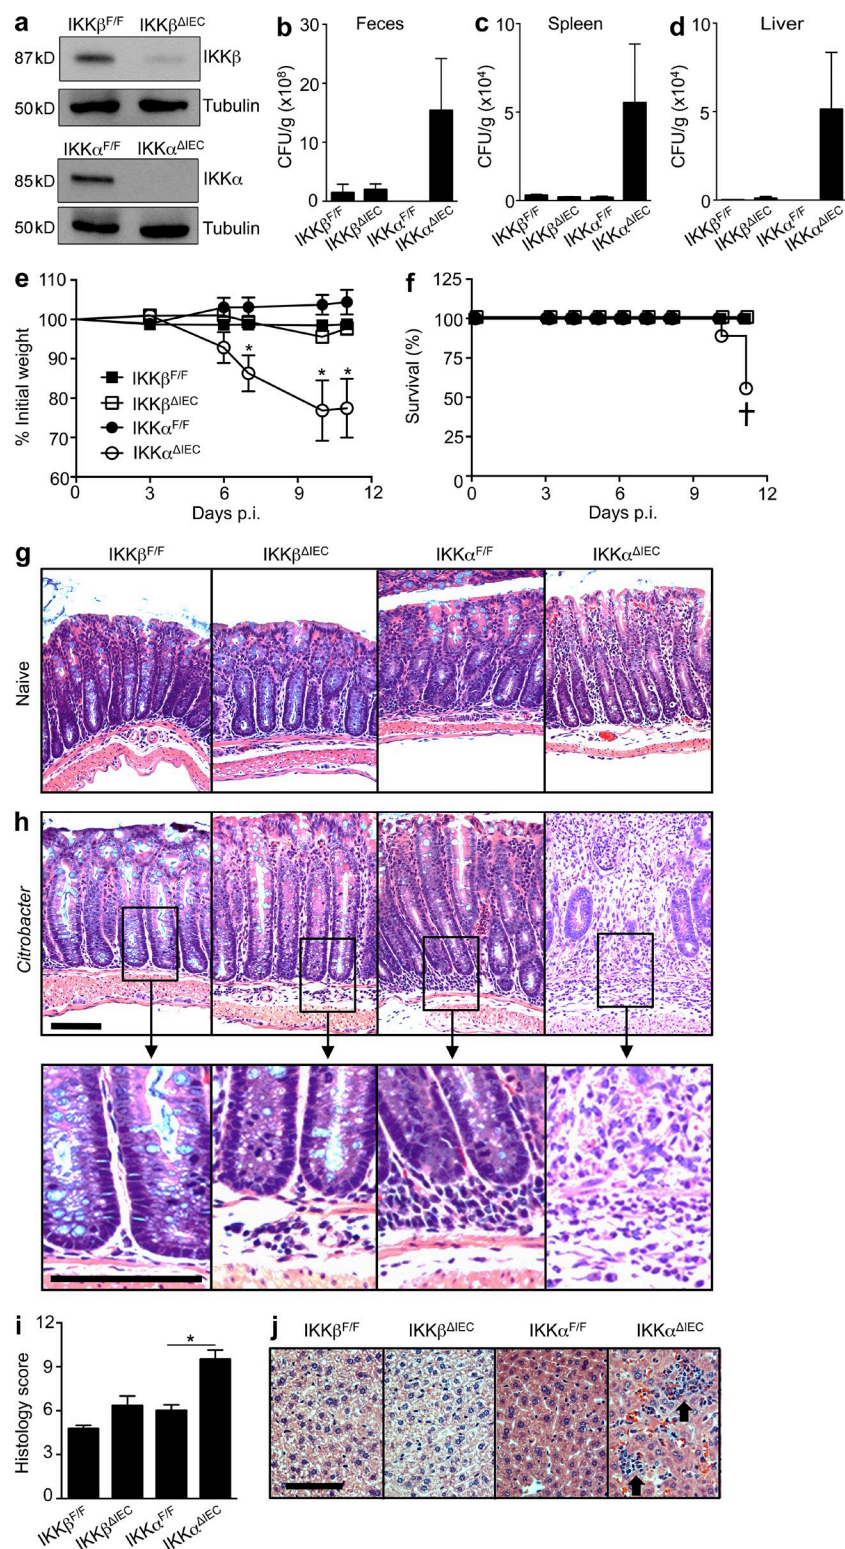 a
IKKβF/F IKKβΔIEC
87kD IKKβ
50kD Tubulin
IKKαF/F IKKαΔIEC
85kD IKKα
50kD Tubulin
b Feces
CFU/g (x10⁸)
30
20
10
0
IKKβF/F IKKβΔIEC IKKαF/F IKKαΔIEC
c Spleen
CFU/g (x10⁴)
10
5
0
IKKβF/F IKKβΔIEC IKKαF/F IKKαΔIEC
d Liver
CFU/g (x10⁴)
10
5
0
IKKβF/F IKKβΔIEC IKKαF/F IKKαΔIEC
e
% Initial weight
110
100
90
80
70
60
* * *
IKKβF/F
IKKβΔIEC
IKKαF/F
IKKαΔIEC
0 3 6 9 12
Days p.i.
f
Survival (%)
125
100
75
50
25
0
†
0 3 6 9 12
Days p.i.
g
IKKβF/F IKKβΔIEC IKKαF/F IKKαΔIEC
Naive
h
Citrobacter
i
Histology score
12
9
6
3
0
*
IKKβF/F IKKβΔIEC IKKαF/F IKKαΔIEC
j
IKKβF/F IKKβΔIEC IKKαF/F IKKαΔIEC